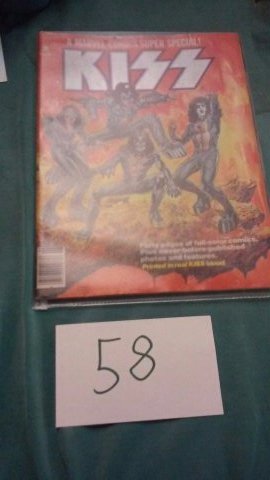 A MARVEL COMICS SUPER SPECIAL!
KISS
Forty pages of full-color comics.
Plus never-before-published
photos and features.
Printed in real KISS blood.
58